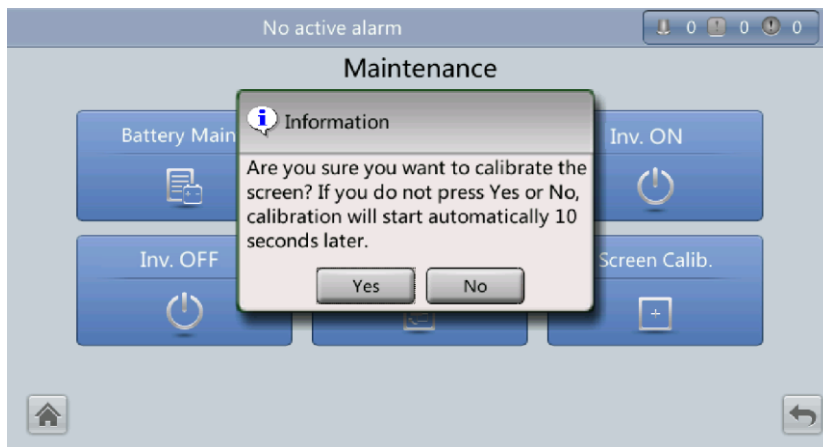 No active alarm
0 0 0
Maintenance
Battery Main
Inv. ON
Information
Are you sure you want to calibrate the
screen? If you do not press Yes or No,
calibration will start automatically 10
seconds later.
Yes No
Inv. OFF
Screen Calib.